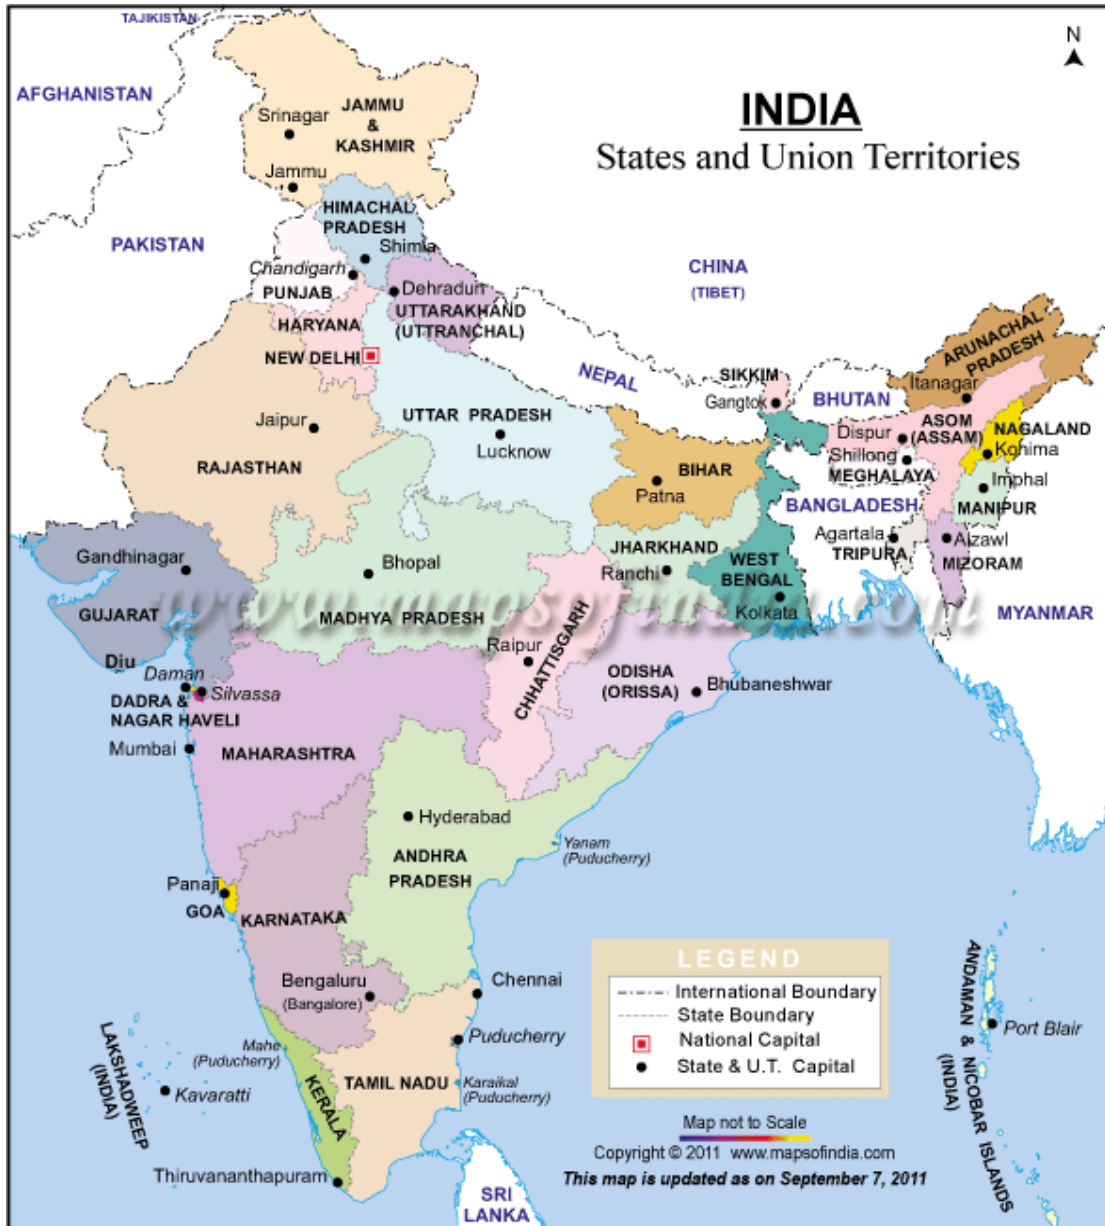 TAJIKISTAN
AFGHANISTAN
N
INDIA
States and Union Territories
Srinagar
JAMMU
&
KASHMIR
Jammu
HIMACHAL
PRADESH
PAKISTAN
Shimla
Chandigarh
PUNJAB
CHINA
(TIBET)
Dehradun
UTTARAKHAND
(UTTRANCHAL)
HARYANA
NEW DELHI
NEPAL
SIKKIM
Gangtok
BHUTAN
ARUNACHAL
PRADESH
Itanagar
Jaipur
UTTAR PRADESH
Lucknow
RAJASTHAN
BIHAR
Patna
Dispur
ASOM
(ASSAM)
NAGALAND
Kohima
Shillong
MEGHALAYA
Imphal
MANIPUR
BANGLADESH
Agartala
TRIPURA
Aizawl
MIZORAM
MYANMAR
Gandhinagar
GUJARAT
Bhopal
MADHYA PRADESH
JHARKHAND
Ranchi
WEST
BENGAL
Kolkata
www.mapsofindia.com
Diu
Daman
Silvassa
DADRA &
NAGAR HAVELI
Mumbai
MAHARASHTRA
Raipur
CHHATTISGARH
ODISHA
(ORISSA)
Bhubaneshwar
Hyderabad
ANDHRA
PRADESH
Yanam
(Puducherry)
Panaji
GOA
KARNATAKA
Bengaluru
(Bangalore)
Chennai
Puducherry
Mahe
(Puducherry)
KERALA
TAMIL NADU
Karaikal
(Puducherry)
LAKSHADWEEP
(INDIA)
Kavaratti
Thiruvananthapuram
SRI
LANKA
LEGEND
International Boundary
State Boundary
National Capital
State & U.T. Capital
Map not to Scale
Copyright © 2011 www.mapsofindia.com
This map is updated as on September 7, 2011
ANDAMAN & NICOBAR ISLANDS
(INDIA)
Port Blair